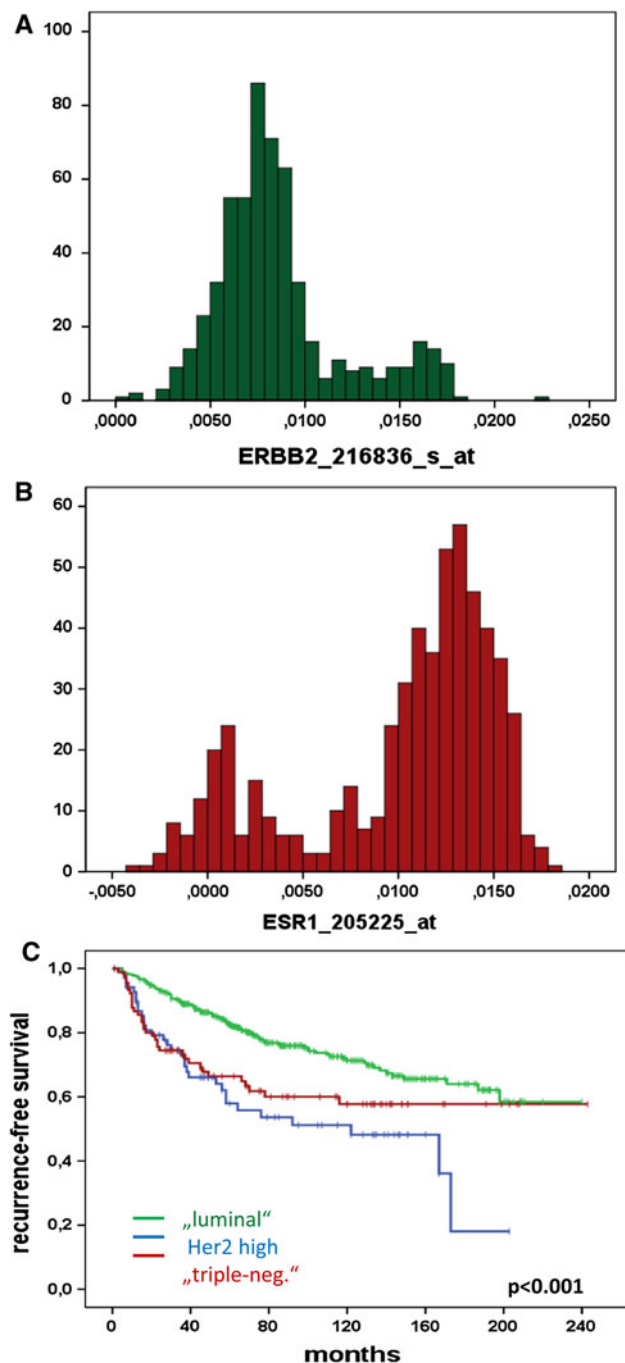 A
100
80
60
40
20
0
,0000 ,0050 ,0100 ,0150 ,0200 ,0250
ERBB2_216836_s_at
B
60
50
40
30
20
10
0
-,0050 ,0000 ,0050 ,0100 ,0150 ,0200
ESR1_205225_at
C
recurrence-free survival
1,0
0,8
0,6
0,4
0,2
0,0
„luminal“
Her2 high
„triple-neg.“
p<0.001
0 40 80 120 160 200 240
months